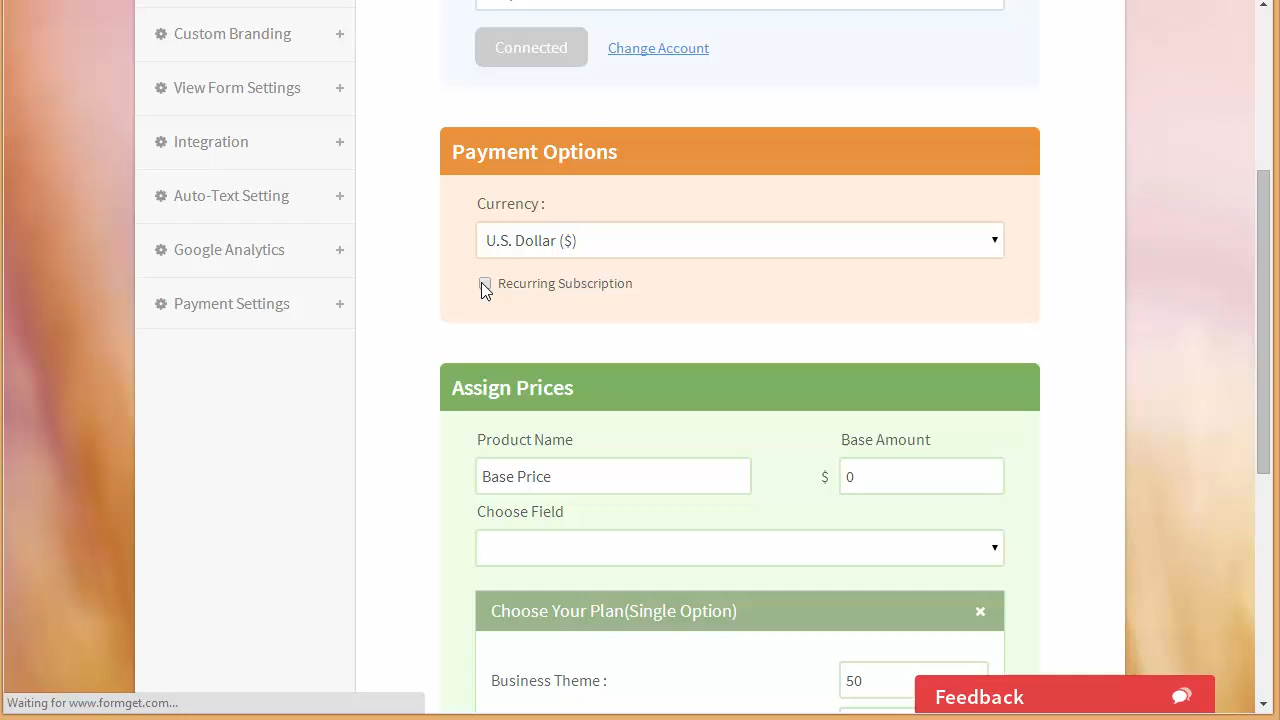 Custom Branding +
View Form Settings +
Integration +
Auto-Text Setting +
Google Analytics +
Payment Settings +
Connected
Change Account
Payment Options
Currency :
U.S. Dollar ($)
Recurring Subscription
Assign Prices
Product Name
Base Amount
Base Price
$ 0
Choose Field
Choose Your Plan(Single Option)
Business Theme :
50
Feedback
Waiting for www.formget.com...